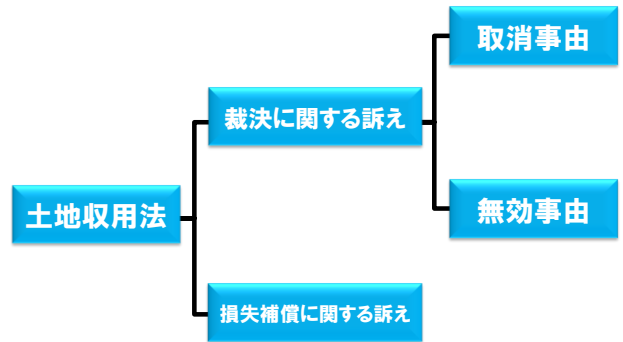 取消事由
裁決に関する訴え
土地収用法
無効事由
損失補償に関する訴え